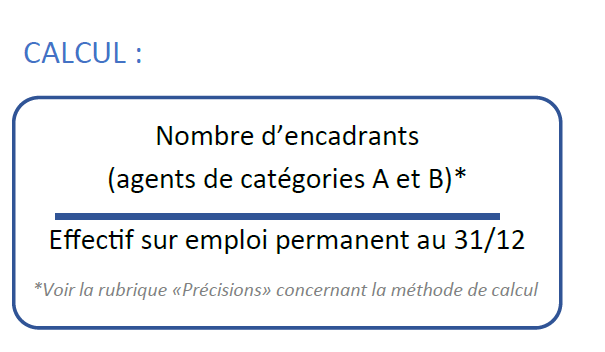 CALCUL :
Nombre d’encadrants
(agents de catégories A et B)*
Effectif sur emploi permanent au 31/12
*Voir la rubrique «Précisions» concernant la méthode de calcul